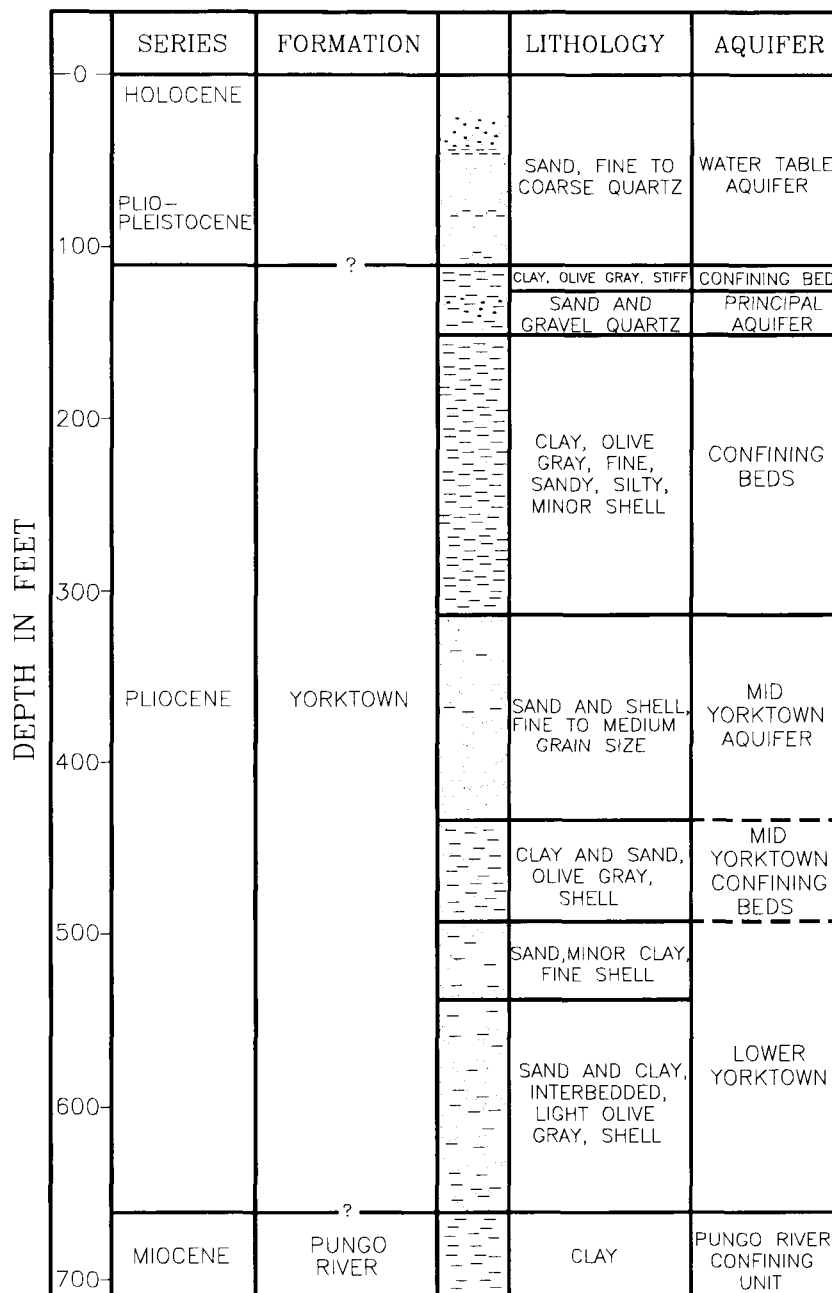 SERIES
FORMATION
LITHOLOGY
AQUIFER
DEPTH IN FEET
0
100
200
300
400
500
600
700
HOLOCENE
PLIO-
PLEISTOCENE
SAND, FINE TO
COARSE QUARTZ
WATER TABLE
AQUIFER
?
CLAY, OLIVE GRAY, STIFF
CONFINING BED
SAND AND
GRAVEL QUARTZ
PRINCIPAL
AQUIFER
CLAY, OLIVE
GRAY, FINE,
SANDY, SILTY,
MINOR SHELL
CONFINING
BEDS
PLIOCENE
YORKTOWN
SAND AND SHELL,
FINE TO MEDIUM
GRAIN SIZE
MID
YORKTOWN
AQUIFER
CLAY AND SAND,
OLIVE GRAY,
SHELL
MID
YORKTOWN
CONFINING
BEDS
SAND,MINOR CLAY,
FINE SHELL
SAND AND CLAY,
INTERBEDDED,
LIGHT OLIVE
GRAY, SHELL
LOWER
YORKTOWN
?
MIOCENE
PUNGO
RIVER
CLAY
PUNGO RIVER
CONFINING
UNIT